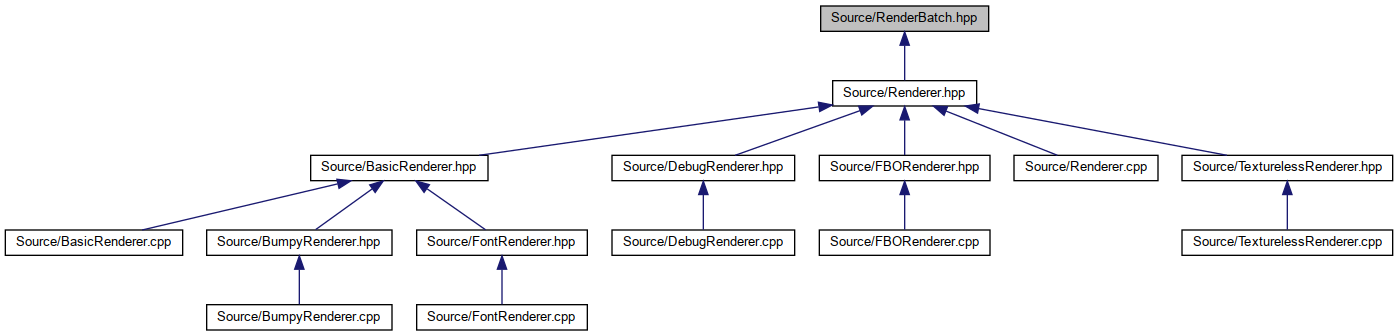 Source/RenderBatch.hpp
Source/Renderer.hpp
Source/BasicRenderer.hpp
Source/DebugRenderer.hpp
Source/FBORenderer.hpp
Source/Renderer.cpp
Source/TexturelessRenderer.hpp
Source/BasicRenderer.cpp
Source/BumpyRenderer.hpp
Source/FontRenderer.hpp
Source/DebugRenderer.cpp
Source/FBORenderer.cpp
Source/TexturelessRenderer.cpp
Source/BumpyRenderer.cpp
Source/FontRenderer.cpp